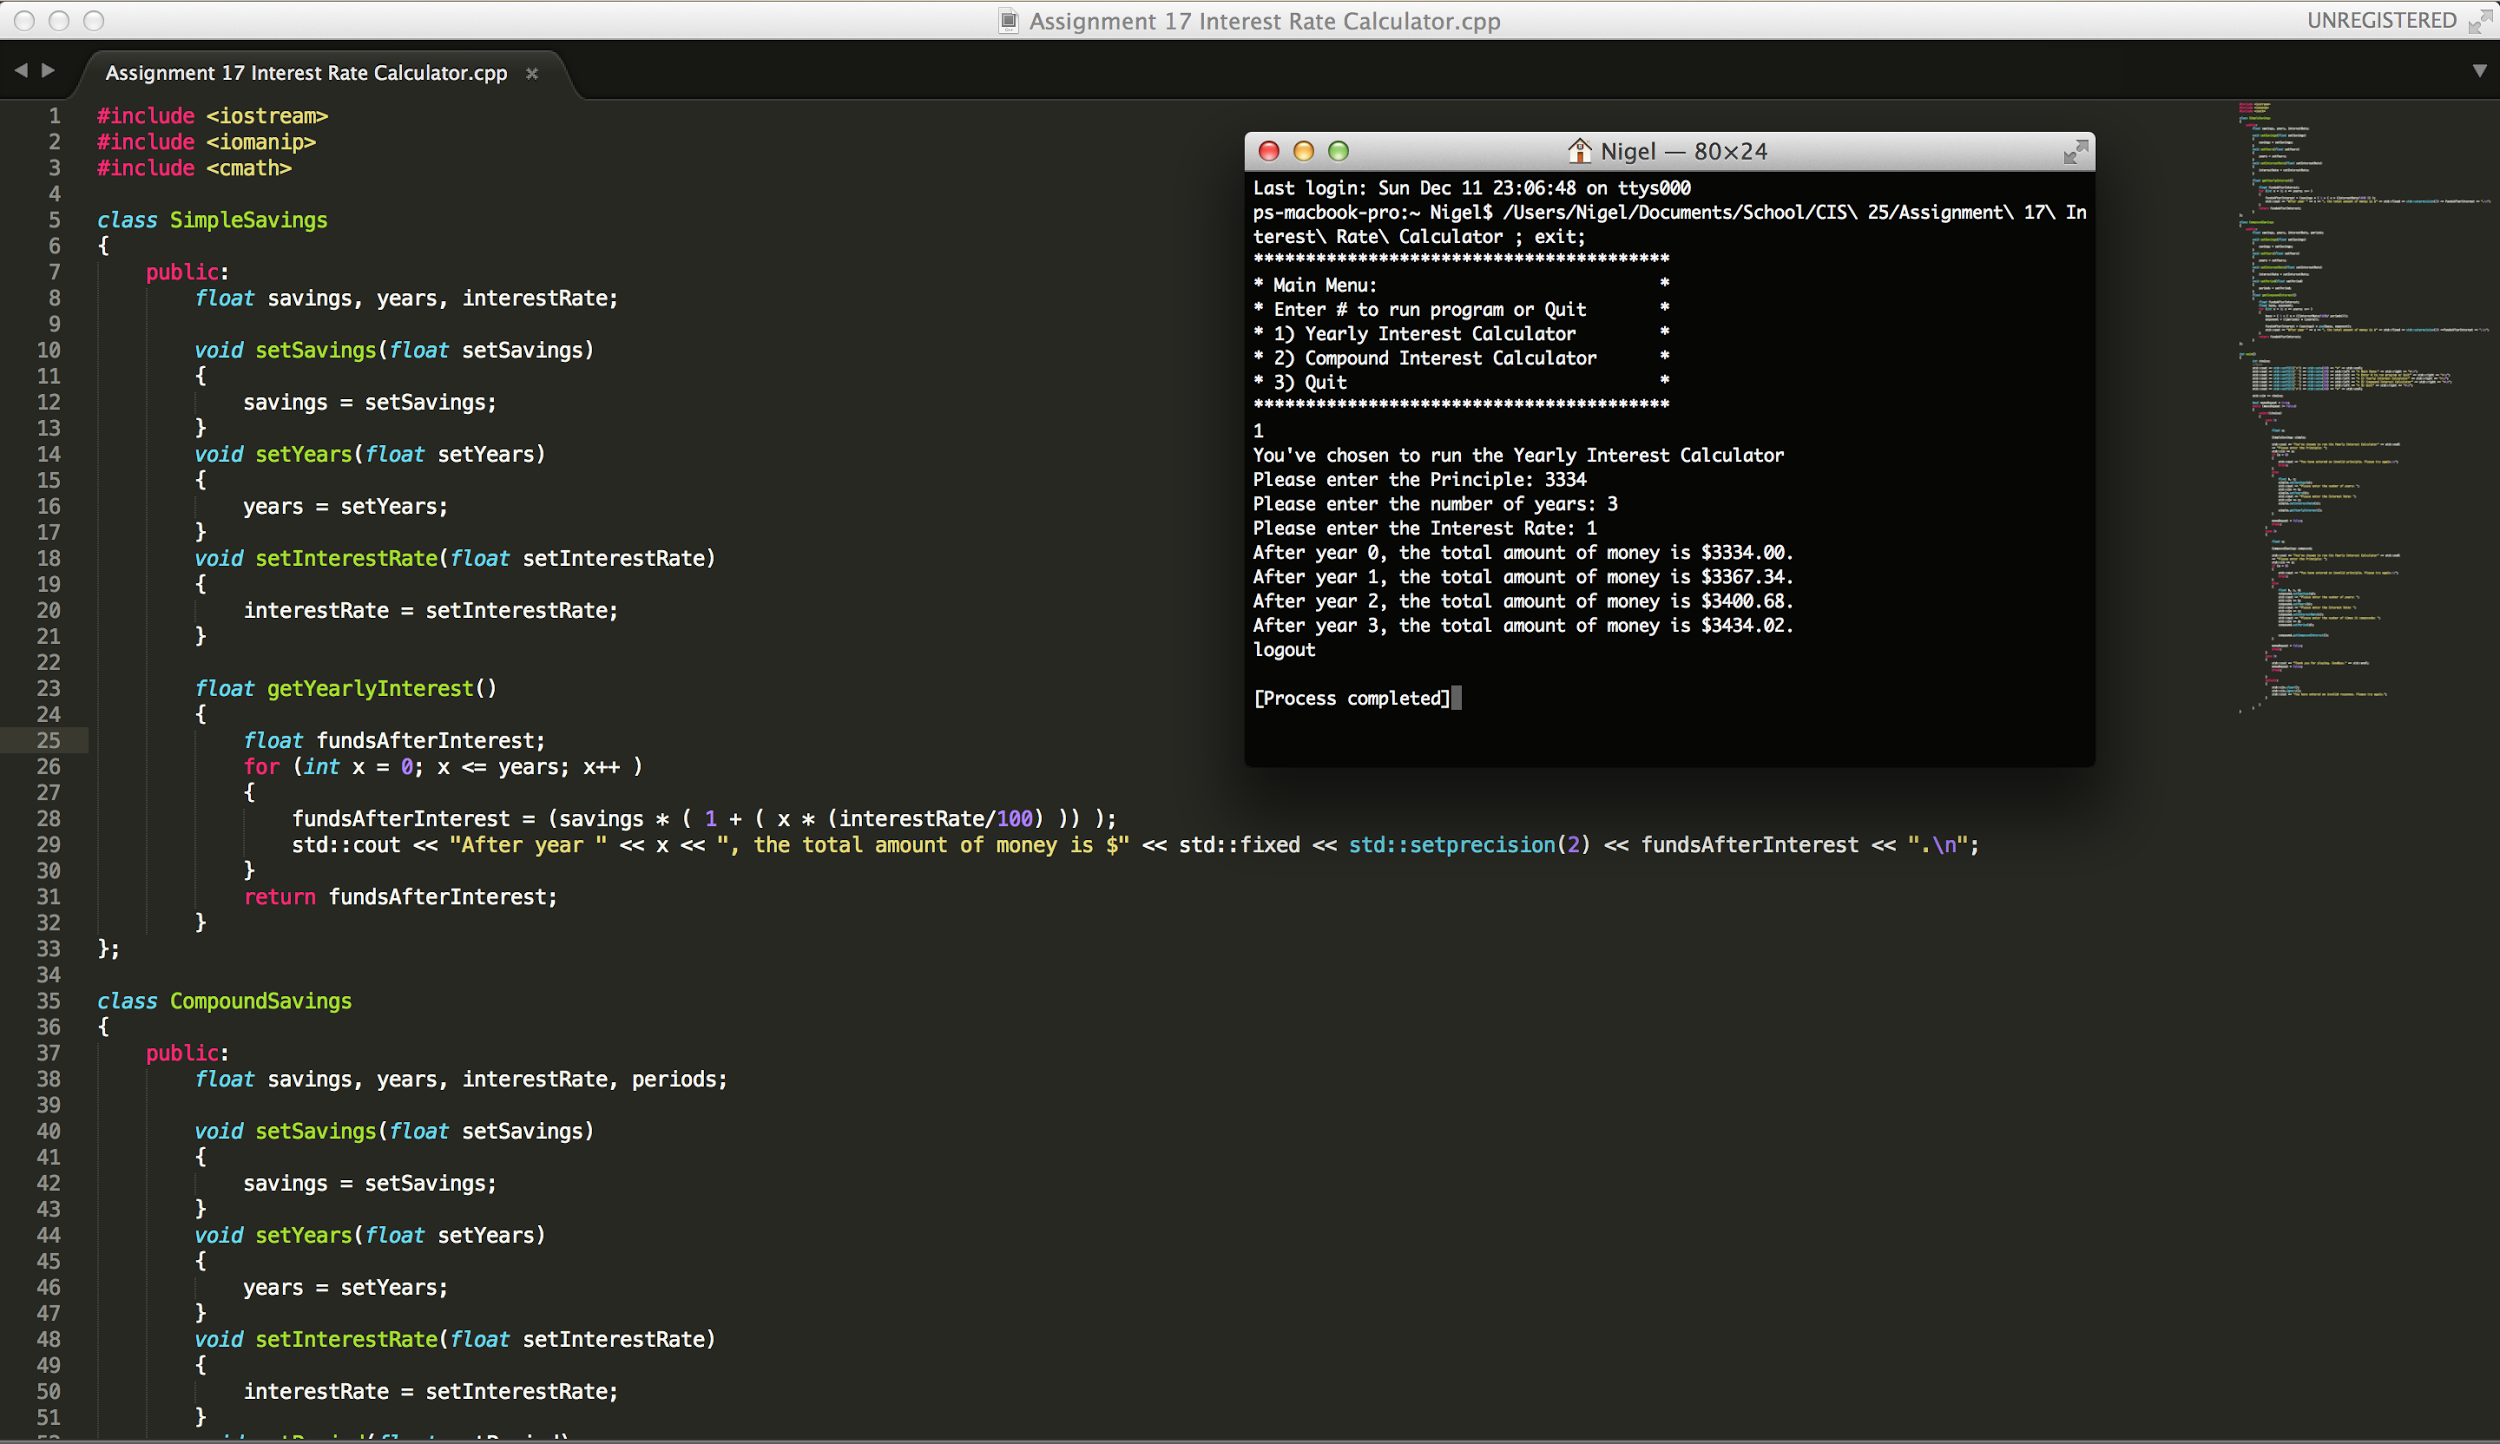 Assignment 17 Interest Rate Calculator.cpp
UNREGISTERED
Assignment 17 Interest Rate Calculator.cpp
1 #include <iostream>
2 #include <iomanip>
3 #include <cmath>
4
5 class SimpleSavings
6 {
7 public:
8 float savings, years, interestRate;
9
10 void setSavings(float setSavings)
11 {
12 savings = setSavings;
13 }
14 void setYears(float setYears)
15 {
16 years = setYears;
17 }
18 void setInterestRate(float setInterestRate)
19 {
20 interestRate = setInterestRate;
21 }
22
23 float getYearlyInterest()
24 {
25 float fundsAfterInterest;
26 for (int x = 0; x <= years; x++ )
27 {
28 fundsAfterInterest = (savings * ( 1 + ( x * (interestRate/100) )) );
29 std::cout << "After year " << x << ", the total amount of money is $" << std::fixed << std::setprecision(2) << fundsAfterInterest << ".\n";
30 }
31 return fundsAfterInterest;
32 }
33 };
34
35 class CompoundSavings
36 {
37 public:
38 float savings, years, interestRate, periods;
39
40 void setSavings(float setSavings)
41 {
42 savings = setSavings;
43 }
44 void setYears(float setYears)
45 {
46 years = setYears;
47 }
48 void setInterestRate(float setInterestRate)
49 {
50 interestRate = setInterestRate;
51 }
Nigel — 80×24
Last login: Sun Dec 11 23:06:48 on ttys000
ps-macbook-pro:~ Nigel$ /Users/Nigel/Documents/School/CIS\ 25/Assignment\ 17\ In
terest\ Rate\ Calculator ; exit;
****************************************
* Main Menu: *
* Enter # to run program or Quit *
* 1) Yearly Interest Calculator *
* 2) Compound Interest Calculator *
* 3) Quit *
****************************************
1
You've chosen to run the Yearly Interest Calculator
Please enter the Principle: 3334
Please enter the number of years: 3
Please enter the Interest Rate: 1
After year 0, the total amount of money is $3334.00.
After year 1, the total amount of money is $3367.34.
After year 2, the total amount of money is $3400.68.
After year 3, the total amount of money is $3434.02.
logout
[Process completed]